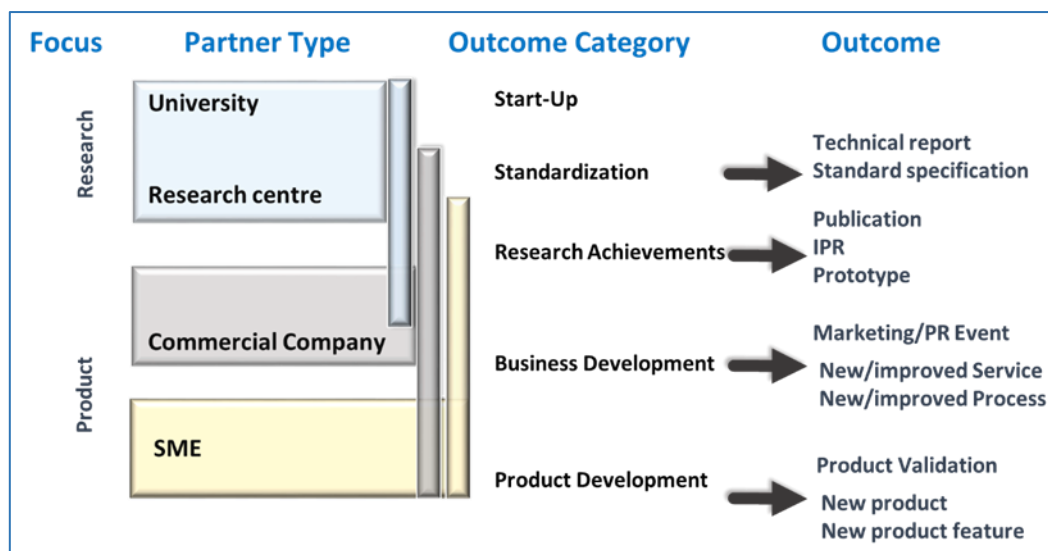 Focus
Partner Type
Outcome Category
Outcome
Research
Product
University
Research centre
Commercial Company
SME
Start-Up
Standardization
Research Achievements
Business Development
Product Development
Technical report
Standard specification
Publication
IPR
Prototype
Marketing/PR Event
New/improved Service
New/improved Process
Product Validation
New product
New product feature